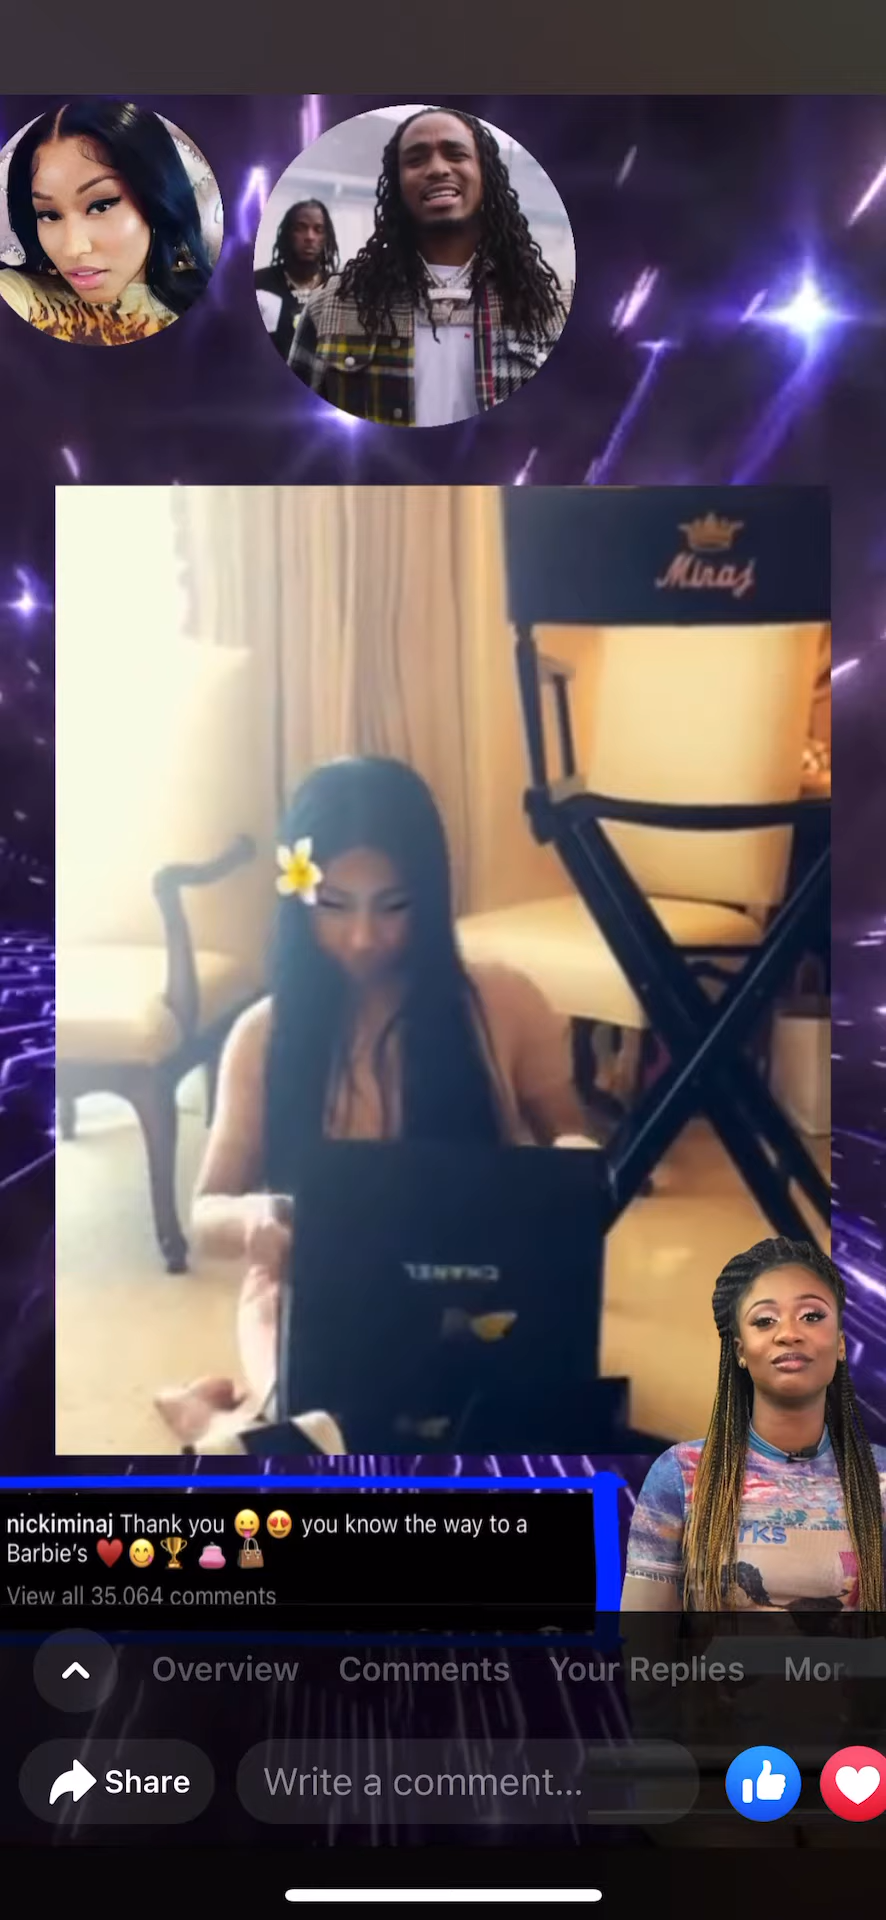 Minaj
CHANEL
nickiminaj Thank you 😛😍 you know the way to a
Barbie's ♥️😋🏆👛👜
View all 35,064 comments
Overview Comments Your Replies Mor
Share Write a comment...